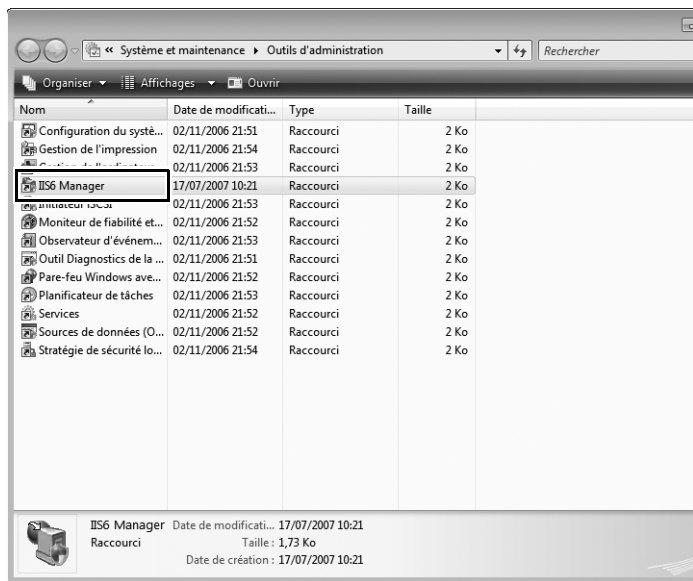 « Système et maintenance ▸ Outils d'administration Rechercher
Organiser Affichages Ouvrir
Nom Date de modificati... Type Taille
Configuration du systè... 02/11/2006 21:51 Raccourci 2 Ko
Gestion de l'impression 02/11/2006 21:54 Raccourci 2 Ko
Gestion de l'ordinateur 02/11/2006 21:53 Raccourci 2 Ko
IIS6 Manager 17/07/2007 10:21 Raccourci 2 Ko
Initiateur iSCSI 02/11/2006 21:53 Raccourci 2 Ko
Moniteur de fiabilité et... 02/11/2006 21:52 Raccourci 2 Ko
Observateur d'événem... 02/11/2006 21:53 Raccourci 2 Ko
Outil Diagnostics de la ... 02/11/2006 21:51 Raccourci 2 Ko
Pare-feu Windows ave... 02/11/2006 21:52 Raccourci 2 Ko
Planificateur de tâches 02/11/2006 21:53 Raccourci 2 Ko
Services 02/11/2006 21:52 Raccourci 2 Ko
Sources de données (O... 02/11/2006 21:52 Raccourci 2 Ko
Stratégie de sécurité lo... 02/11/2006 21:54 Raccourci 2 Ko
IIS6 Manager Date de modificati... 17/07/2007 10:21
Raccourci Taille : 1,73 Ko
Date de création : 17/07/2007 10:21